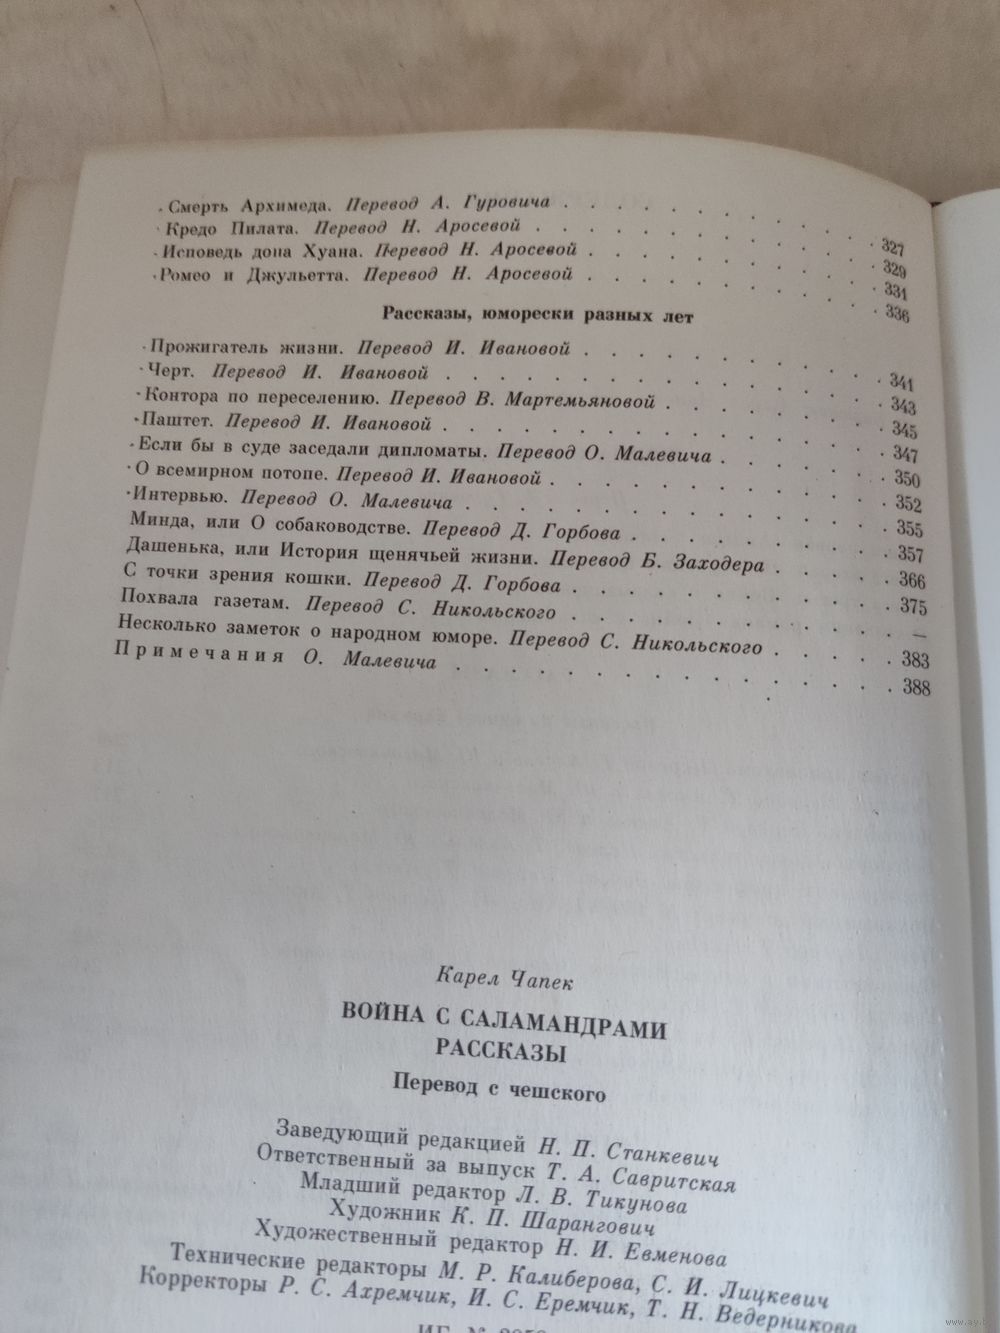 Смерть Архимеда. Перевод А. Гуровича . . . . . . . . . 327
Кредо Пилата. Перевод Н. Аросевой . . . . . . . . . 329
Исповедь дона Хуана. Перевод Н. Аросевой . . . . . . . . 331
Ромео и Джульетта. Перевод Н. Аросевой . . . . . . . . 336
Рассказы, юморески разных лет
Прожигатель жизни. Перевод И. Ивановой . . . . . . . . 341
Черт. Перевод И. Ивановой . . . . . . . . . . . 343
Контора по переселению. Перевод В. Мартемьяновой . . . . . . 345
Паштет. Перевод И. Ивановой . . . . . . . . . . . 347
Если бы в суде заседали дипломаты. Перевод О. Малевича . . . . . 350
О всемирном потопе. Перевод И. Ивановой . . . . . . . . 352
Интервью. Перевод О. Малевича . . . . . . . . . . . 355
Минда, или О собаководстве. Перевод Д. Горбова . . . . . . . 357
Дашенька, или История щенячьей жизни. Перевод Б. Заходера . . . . 366
С точки зрения кошки. Перевод Д. Горбова . . . . . . . . 375
Похвала газетам. Перевод С. Никольского . . . . . . . . . —
Несколько заметок о народном юморе. Перевод С. Никольского . . . . 383
Примечания О. Малевича . . . . . . . . . . . 388
Карел Чапек
ВОЙНА С САЛАМАНДРАМИ
РАССКАЗЫ
Перевод с чешского
Заведующий редакцией Н. П. Станкевич
Ответственный за выпуск Т. А. Савритская
Младший редактор Л. В. Тикунова
Художник К. П. Шарангович
Художественный редактор Н. И. Евменова
Технические редакторы М. Р. Калиберова, С. И. Лицкевич
Корректоры Р. С. Ахремчик, И. С. Еремчик, Т. Н. Ведерникова